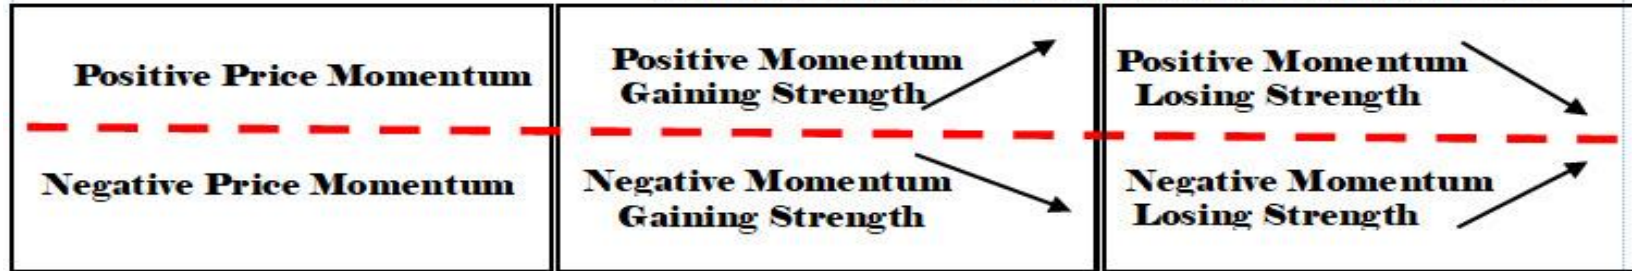 Positive Price Momentum
Negative Price Momentum
Positive Momentum
Gaining Strength
Negative Momentum
Gaining Strength
Positive Momentum
Losing Strength
Negative Momentum
Losing Strength